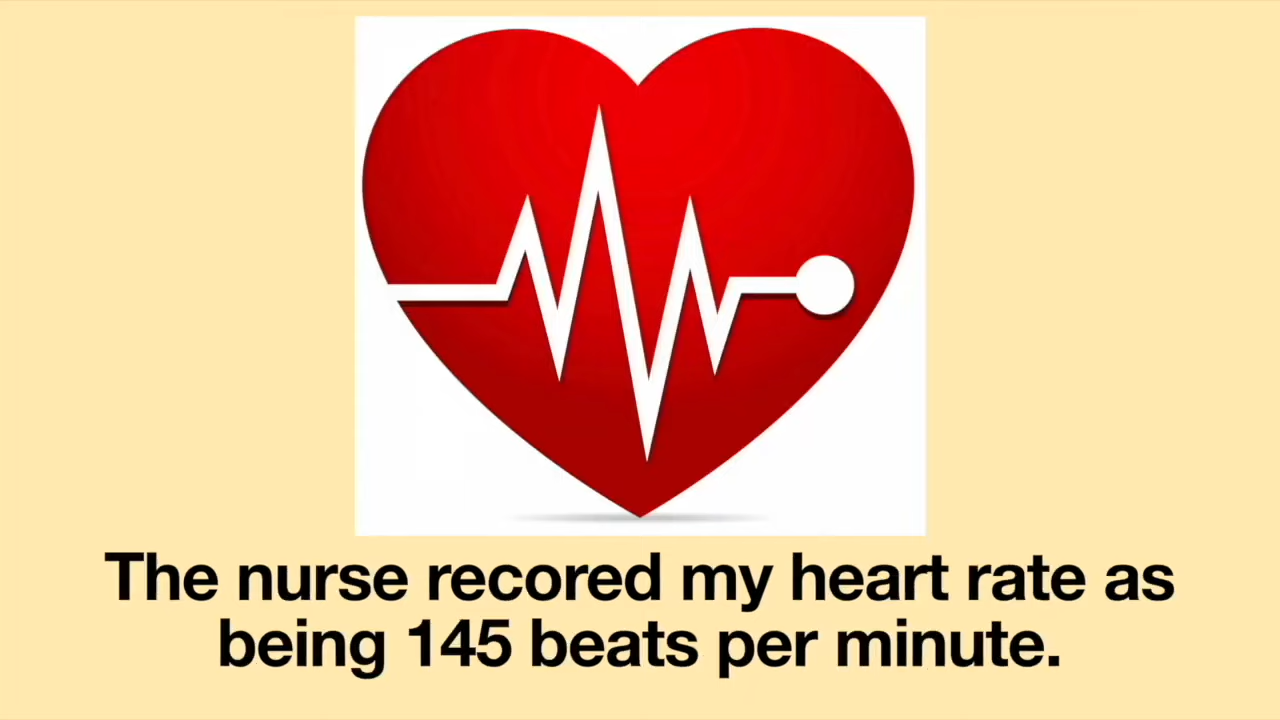 The nurse recored my heart rate as
being 145 beats per minute.